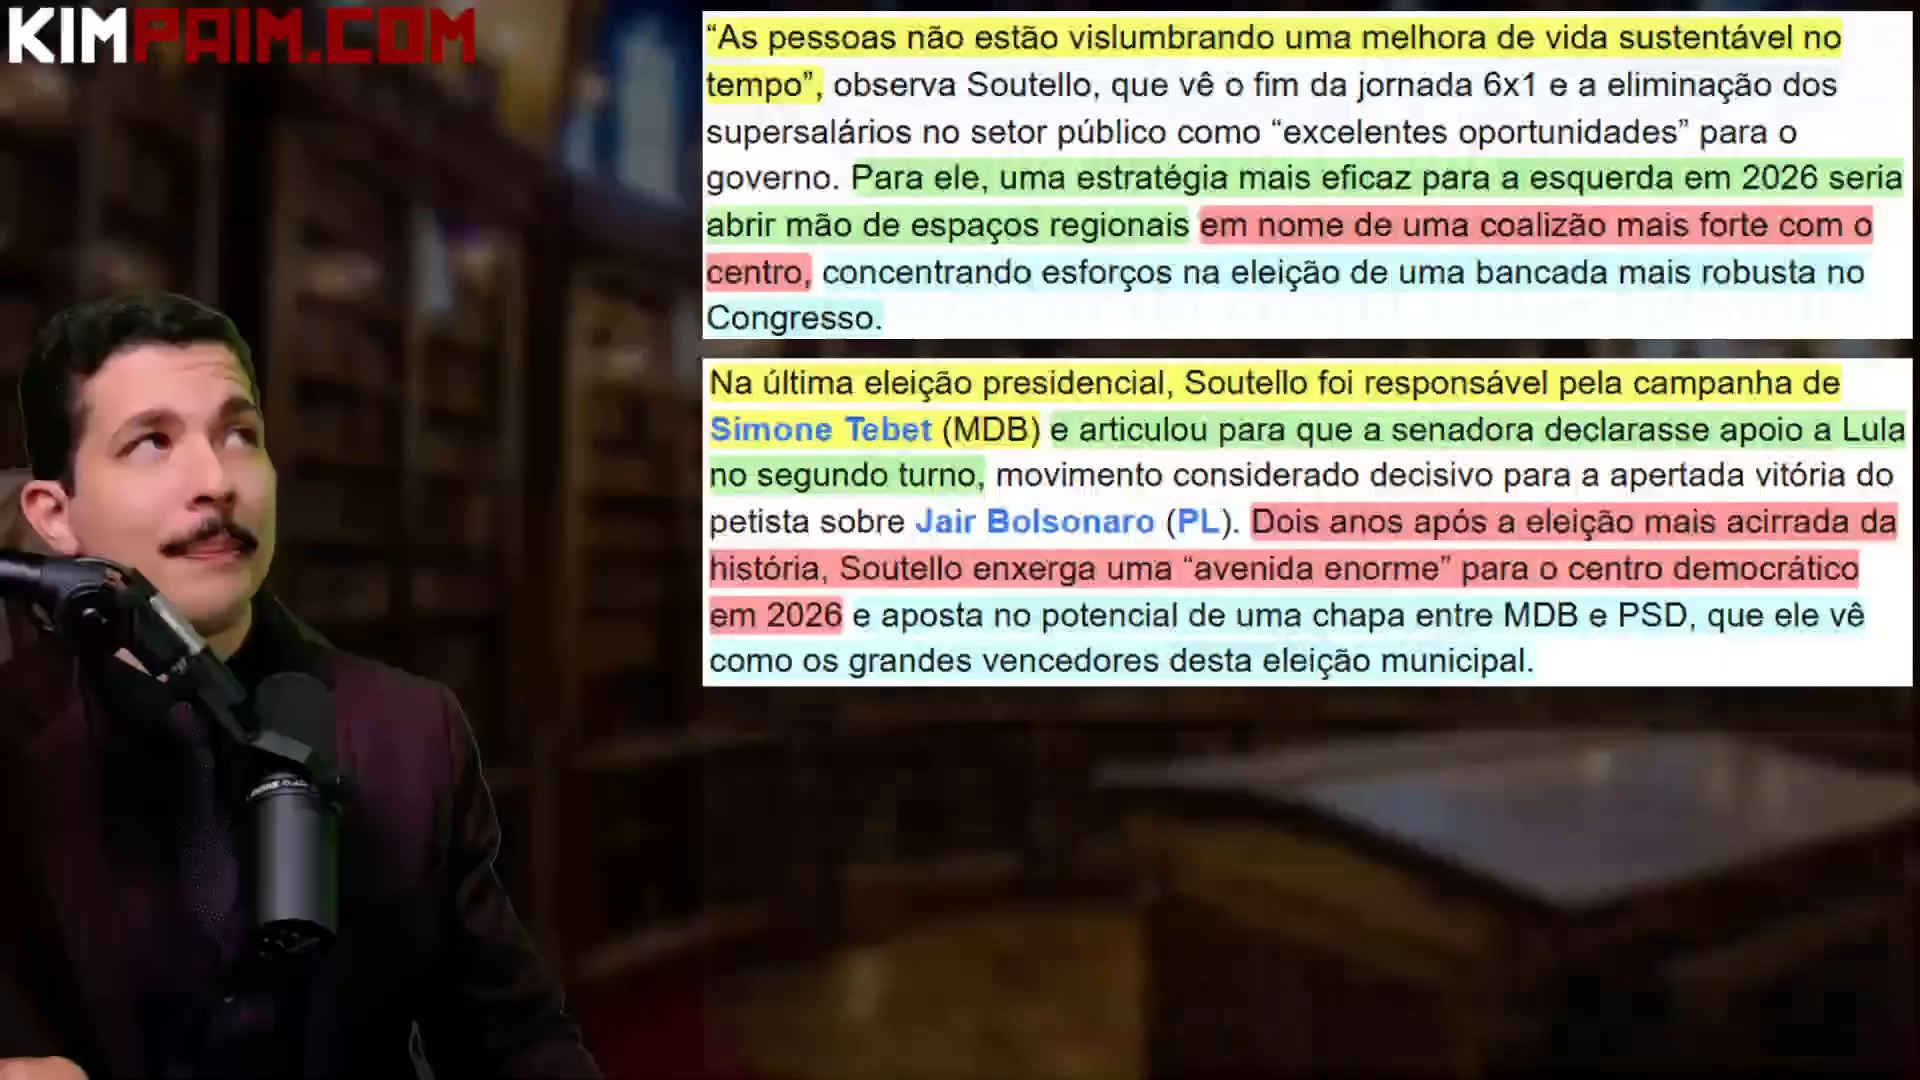 KIMPAIM.COM
“As pessoas não estão vislumbrando uma melhora de vida sustentável no
tempo”, observa Soutello, que vê o fim da jornada 6x1 e a eliminação dos
supersalários no setor público como “excelentes oportunidades” para o
governo. Para ele, uma estratégia mais eficaz para a esquerda em 2026 seria
abrir mão de espaços regionais em nome de uma coalizão mais forte com o
centro, concentrando esforços na eleição de uma bancada mais robusta no
Congresso.
Na última eleição presidencial, Soutello foi responsável pela campanha de
Simone Tebet (MDB) e articulou para que a senadora declarasse apoio a Lula
no segundo turno, movimento considerado decisivo para a apertada vitória do
petista sobre Jair Bolsonaro (PL). Dois anos após a eleição mais acirrada da
história, Soutello enxerga uma “avenida enorme” para o centro democrático
em 2026 e aposta no potencial de uma chapa entre MDB e PSD, que ele vê
como os grandes vencedores desta eleição municipal.